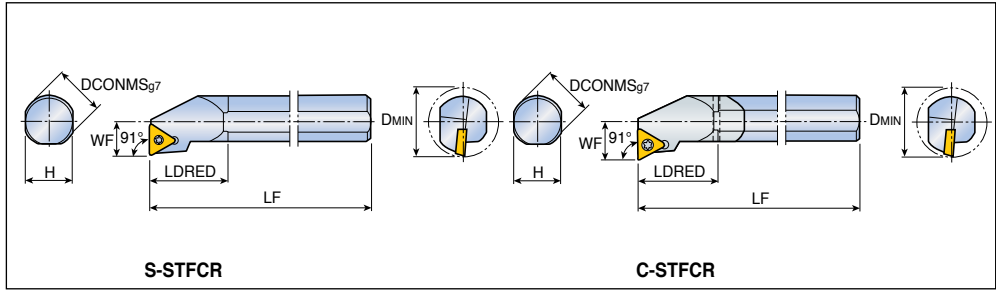 DCONMSg7
WF
91°
H
LDRED
LF
DMIN
S-STFCR
DCONMSg7
WF
91°
H
LDRED
LF
DMIN
C-STFCR